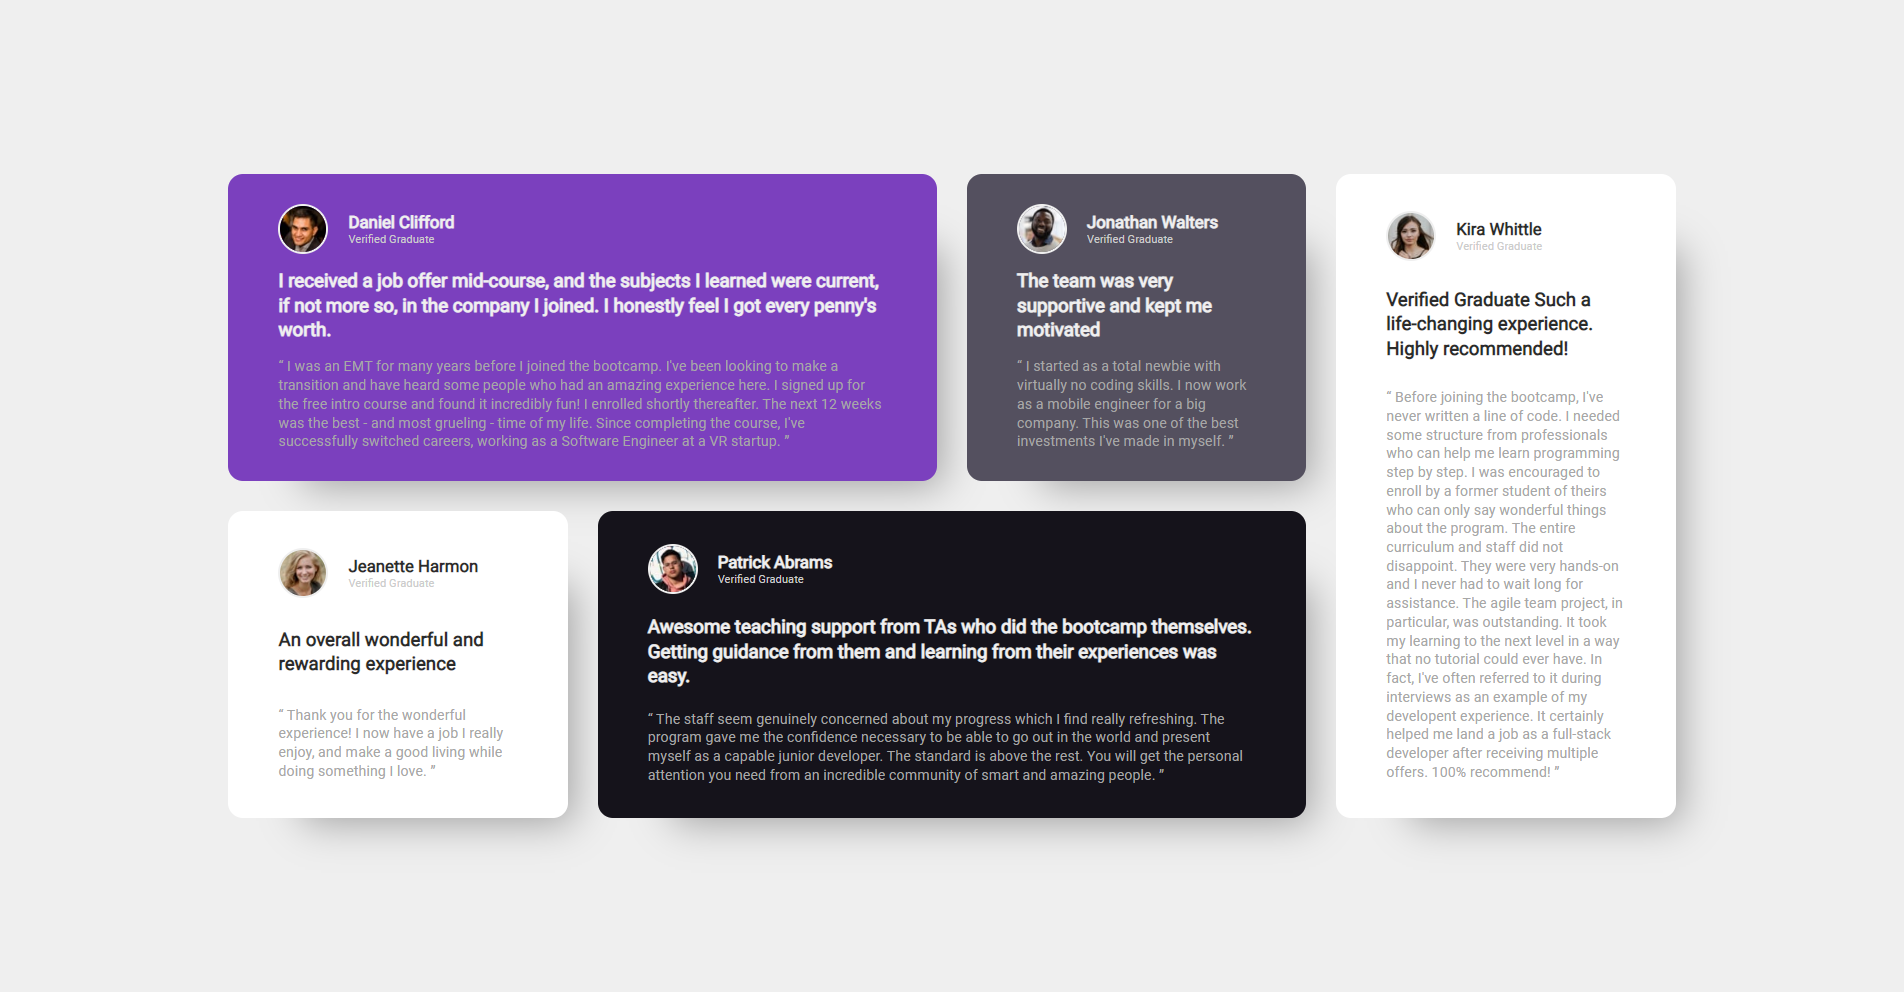 Daniel Clifford
Verified Graduate
I received a job offer mid-course, and the subjects I learned were current,
if not more so, in the company I joined. I honestly feel I got every penny's
worth.
“ I was an EMT for many years before I joined the bootcamp. I've been looking to make a
transition and have heard some people who had an amazing experience here. I signed up for
the free intro course and found it incredibly fun! I enrolled shortly thereafter. The next 12 weeks
was the best - and most grueling - time of my life. Since completing the course, I've
successfully switched careers, working as a Software Engineer at a VR startup. ”
Jonathan Walters
Verified Graduate
The team was very
supportive and kept me
motivated
“ I started as a total newbie with
virtually no coding skills. I now work
as a mobile engineer for a big
company. This was one of the best
investments I've made in myself. ”
Kira Whittle
Verified Graduate
Verified Graduate Such a
life-changing experience.
Highly recommended!
“ Before joining the bootcamp, I've
never written a line of code. I needed
some structure from professionals
who can help me learn programming
step by step. I was encouraged to
enroll by a former student of theirs
who can only say wonderful things
about the program. The entire
curriculum and staff did not
disappoint. They were very hands-on
and I never had to wait long for
assistance. The agile team project, in
particular, was outstanding. It took
my learning to the next level in a way
that no tutorial could ever have. In
fact, I've often referred to it during
interviews as an example of my
developent experience. It certainly
helped me land a job as a full-stack
developer after receiving multiple
offers. 100% recommend! ”
Jeanette Harmon
Verified Graduate
An overall wonderful and
rewarding experience
“ Thank you for the wonderful
experience! I now have a job I really
enjoy, and make a good living while
doing something I love. ”
Patrick Abrams
Verified Graduate
Awesome teaching support from TAs who did the bootcamp themselves.
Getting guidance from them and learning from their experiences was
easy.
“ The staff seem genuinely concerned about my progress which I find really refreshing. The
program gave me the confidence necessary to be able to go out in the world and present
myself as a capable junior developer. The standard is above the rest. You will get the personal
attention you need from an incredible community of smart and amazing people. ”